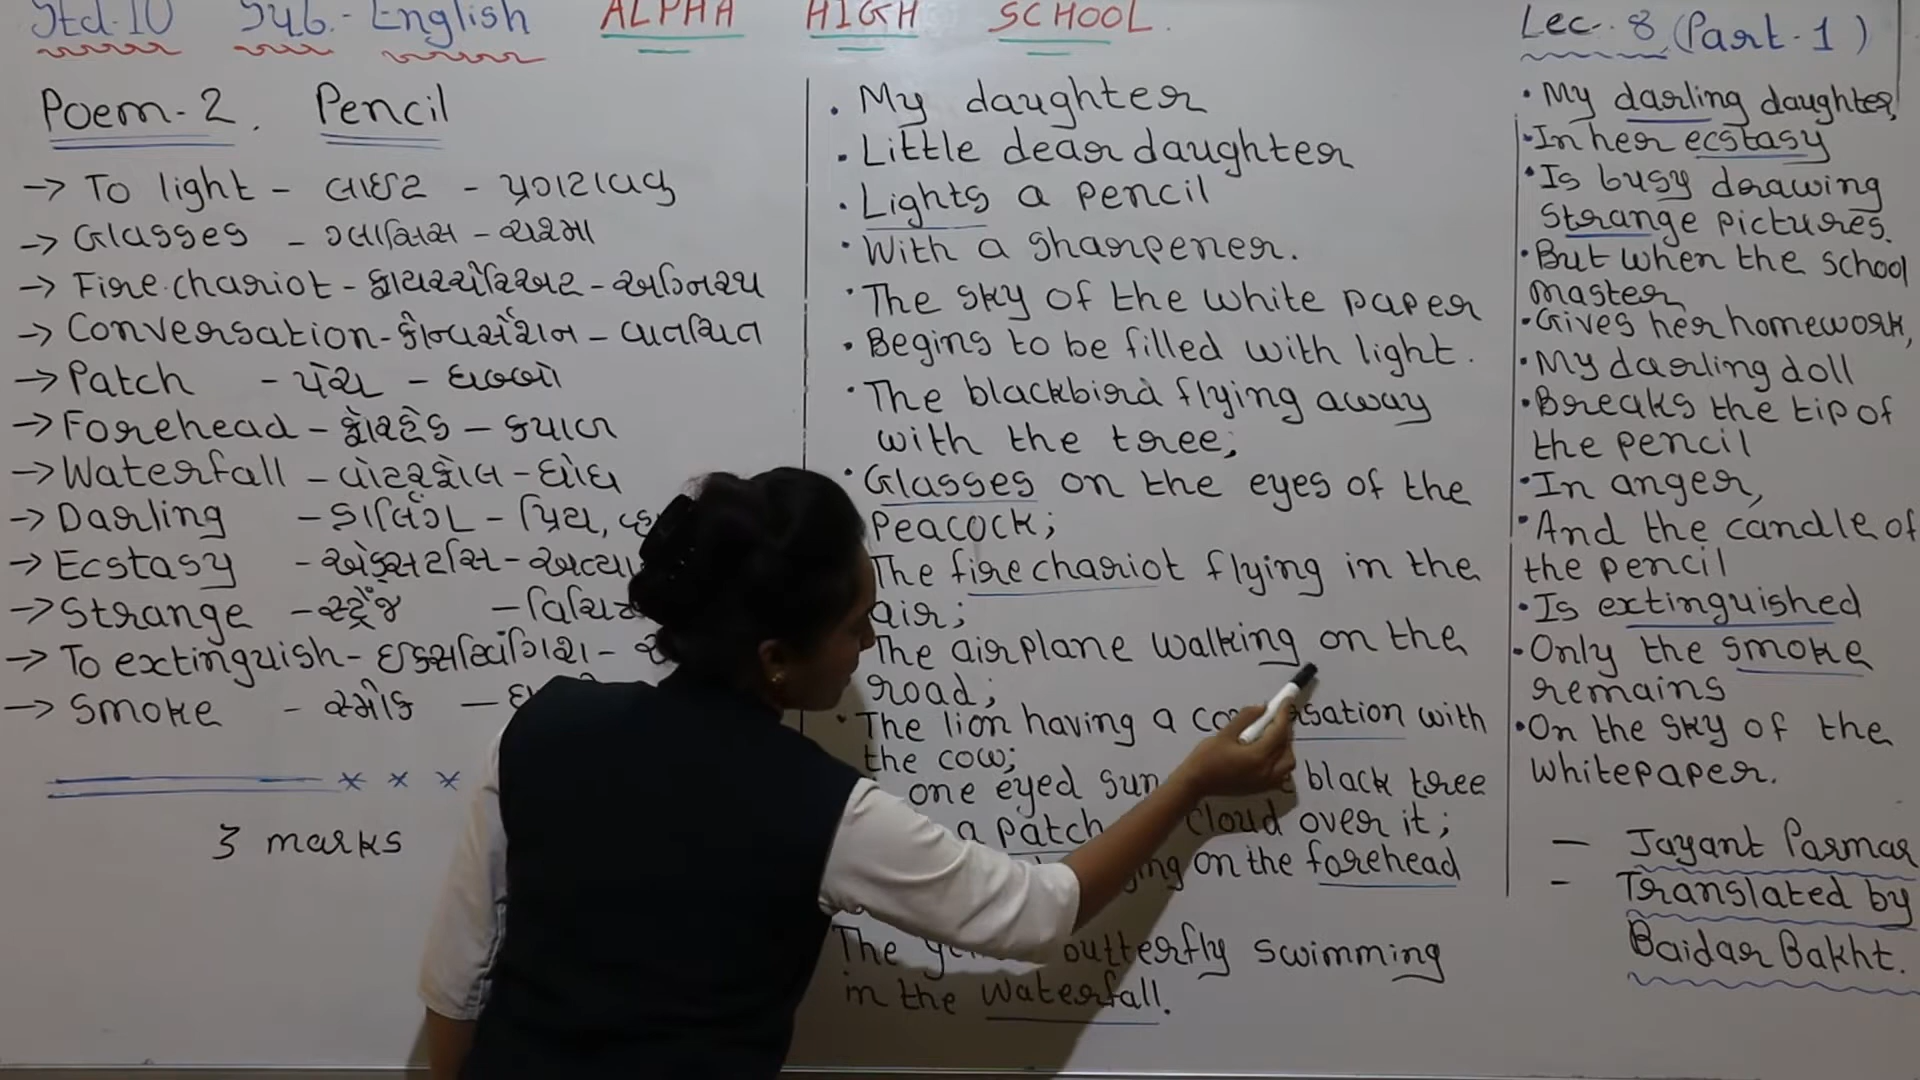 Std-10 Sub.- English ALPHA HIGH SCHOOL.
Lec. 8 (Part-1)
Poem-2. Pencil
→ To light - લાઈટ - પ્રગટાવવું
→ Glasses - ગ્લાસિસ - ચશ્મા
→ Fire.chariot - ફાયરચેરિઅટ - અગ્નિરથ
→ Conversation - કોન્વર્સેશન - વાતચિત
→ Patch - પેચ - ધબ્બો
→ Forehead - ફોરહેડ - કપાળ
→ Waterfall - વોટરફોલ - ધોધ
→ Darling - ડાર્લિંગ - પ્રિય,
→ Ecstasy - એક્સટસિ -
→ Strange - સ્ટ્રેંજ -
→ To extinguish -
→ Smoke - સ્મોક -
* * *
3 marks
. My daughter
. Little dear daughter
. Lights a pencil
. With a sharpener.
. The sky of the white paper
. Begins to be filled with light.
. The blackbird flying away
with the tree;
. Glasses on the eyes of the
Peacock;
The fire chariot flying in the
air;
The airplane walking on the
road;
. The lion having a with
the cow;
one eyed sun black tree
a patch cloud over it;
on the forehead
The butterfly swimming
in the waterfall.
. My darling daughter,
. In her ecstasy
. Is busy drawing
strange pictures.
. But when the school
master
. Gives her homework,
. My darling doll
. Breaks the tip of
the pencil
. In anger,
. And the candle of
the pencil
. Is extinguished
. Only the smoke
remains
. On the sky of the
whitepaper.
- Jayant Parmar
- Translated by
Baidar Bakht.